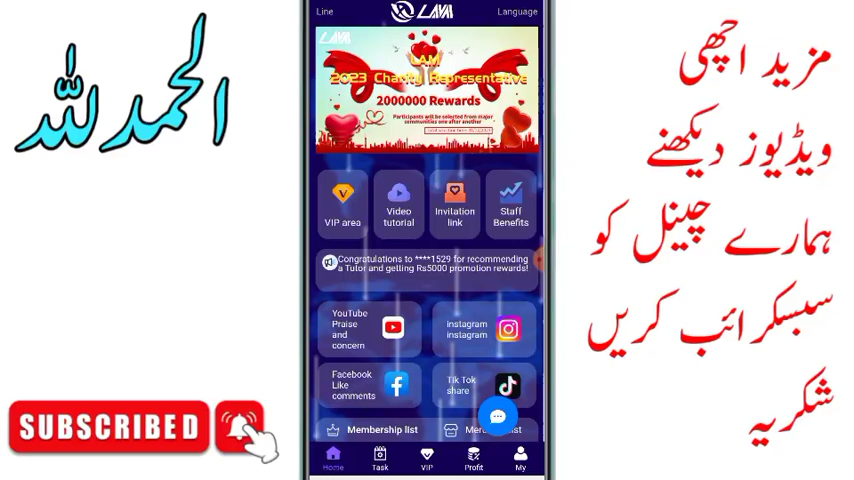 الحمدللہ
SUBSCRIBED
Line
LAVA
Language
LAVA
LAM
2023 Charity Representative
2000000 Rewards
Participants will be selected from major
communities one after another
VIP area
Video
tutorial
Invitation
link
Staff
Benefits
Congratulations to ****1529 for recommending
a Tutor and getting Rs5000 promotion rewards!
YouTube
Praise
and
concern
instagram
instagram
Facebook
Like
comments
Tik Tok
share
Membership list
list
Home
Task
VIP
Profit
My
مزید اچھی
ویڈیوز دیکھنے
ہمارے چینل کو
سبسکرائب کریں
شکریہ